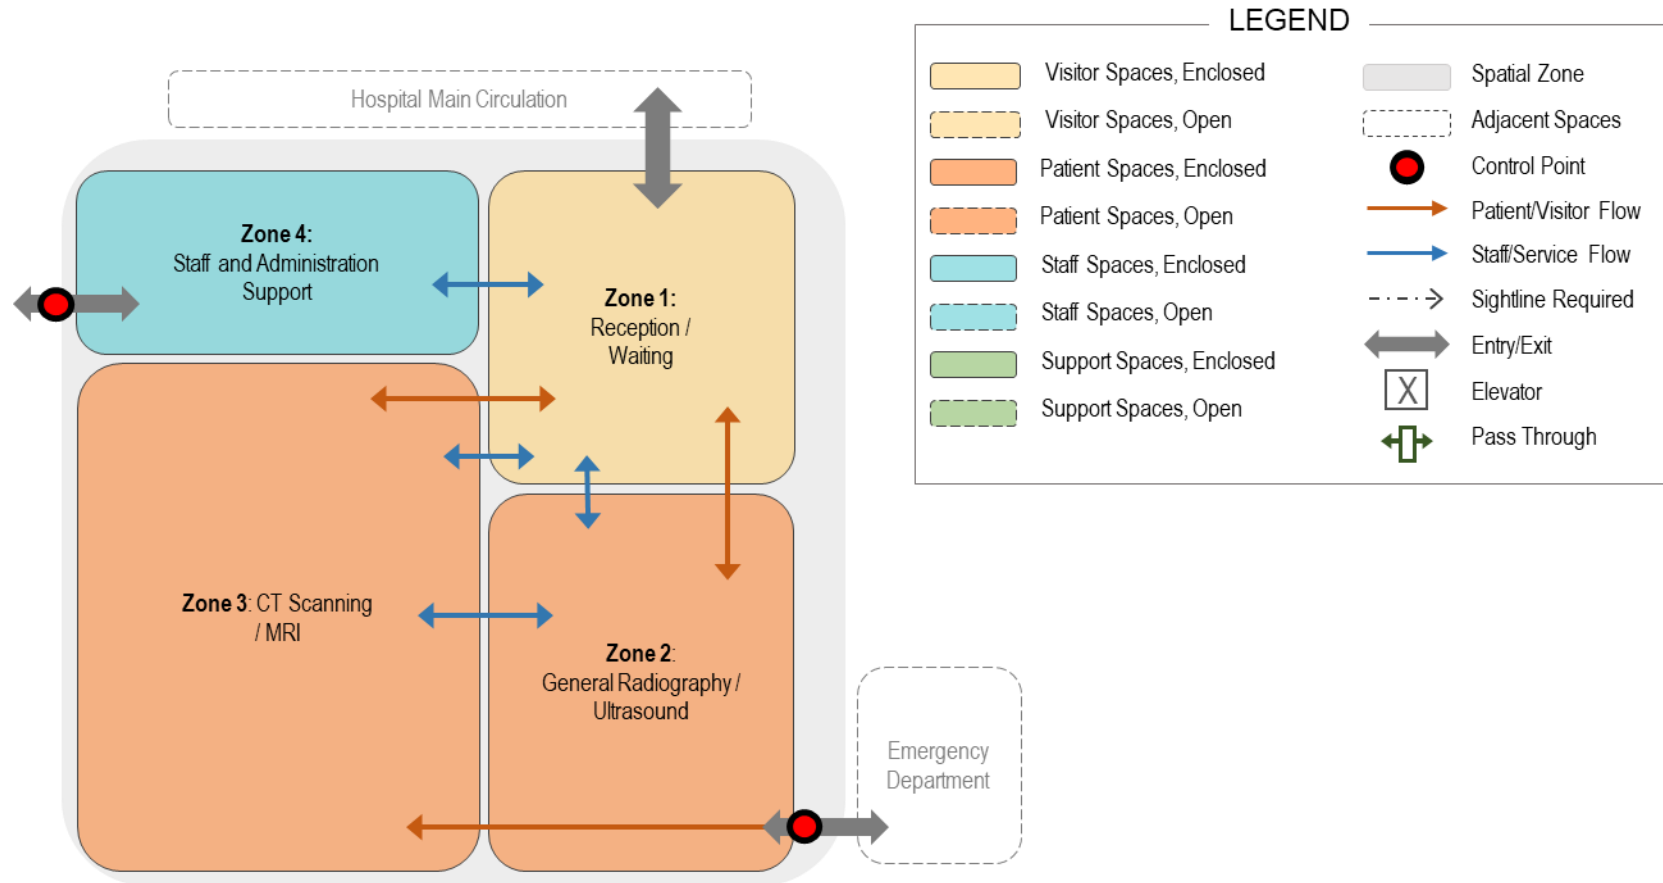 LEGEND
Hospital Main Circulation
Zone 4:
Staff and Administration
Support
Zone 1:
Reception /
Waiting
Zone 3: CT Scanning
/ MRI
Zone 2:
General Radiography /
Ultrasound
Emergency
Department
Visitor Spaces, Enclosed
Visitor Spaces, Open
Patient Spaces, Enclosed
Patient Spaces, Open
Staff Spaces, Enclosed
Staff Spaces, Open
Support Spaces, Enclosed
Support Spaces, Open
Spatial Zone
Adjacent Spaces
Control Point
Patient/Visitor Flow
Staff/Service Flow
Sightline Required
Entry/Exit
X
Elevator
Pass Through